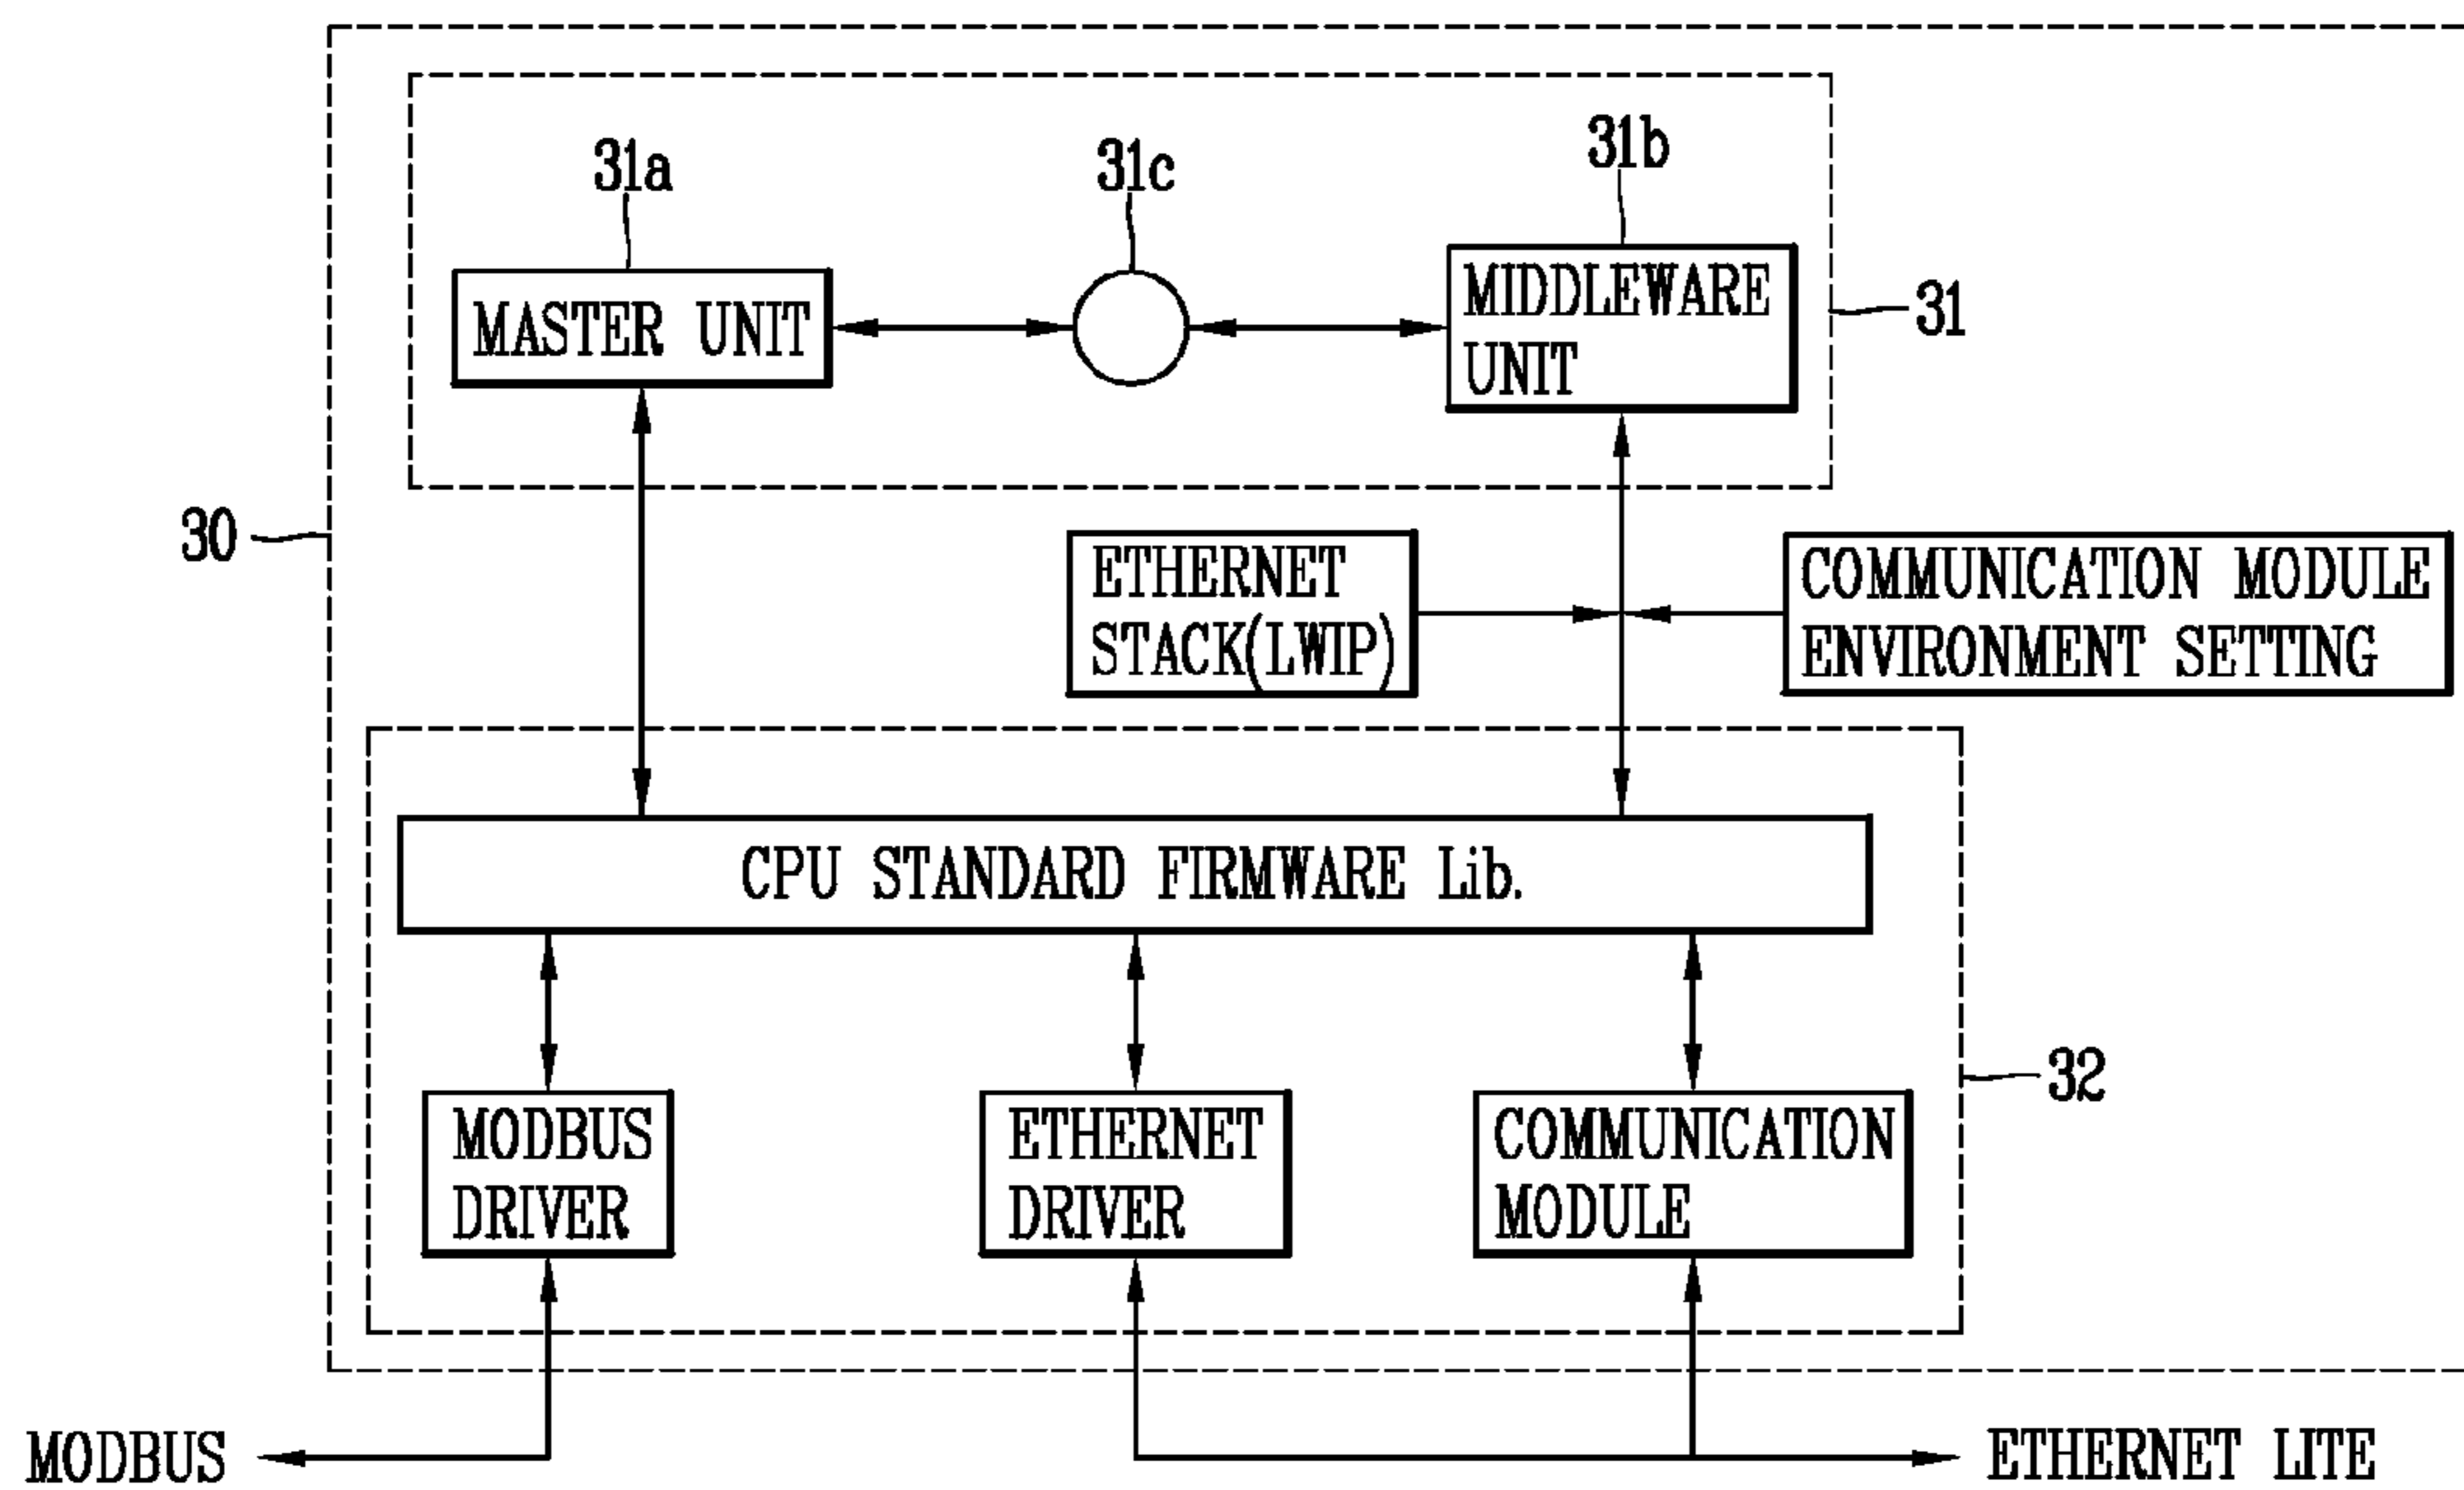 31a
31c
31b
MASTER UNIT
MIDDLEWARE
UNIT
31
30
ETHERNET
STACK(LWIP)
COMMUNICATION MODULE
ENVIRONMENT SETTING
CPU STANDARD FIRMWARE Lib.
MODBUS
DRIVER
ETHERNET
DRIVER
COMMUNICATION
MODULE
32
MODBUS
ETHERNET LITE